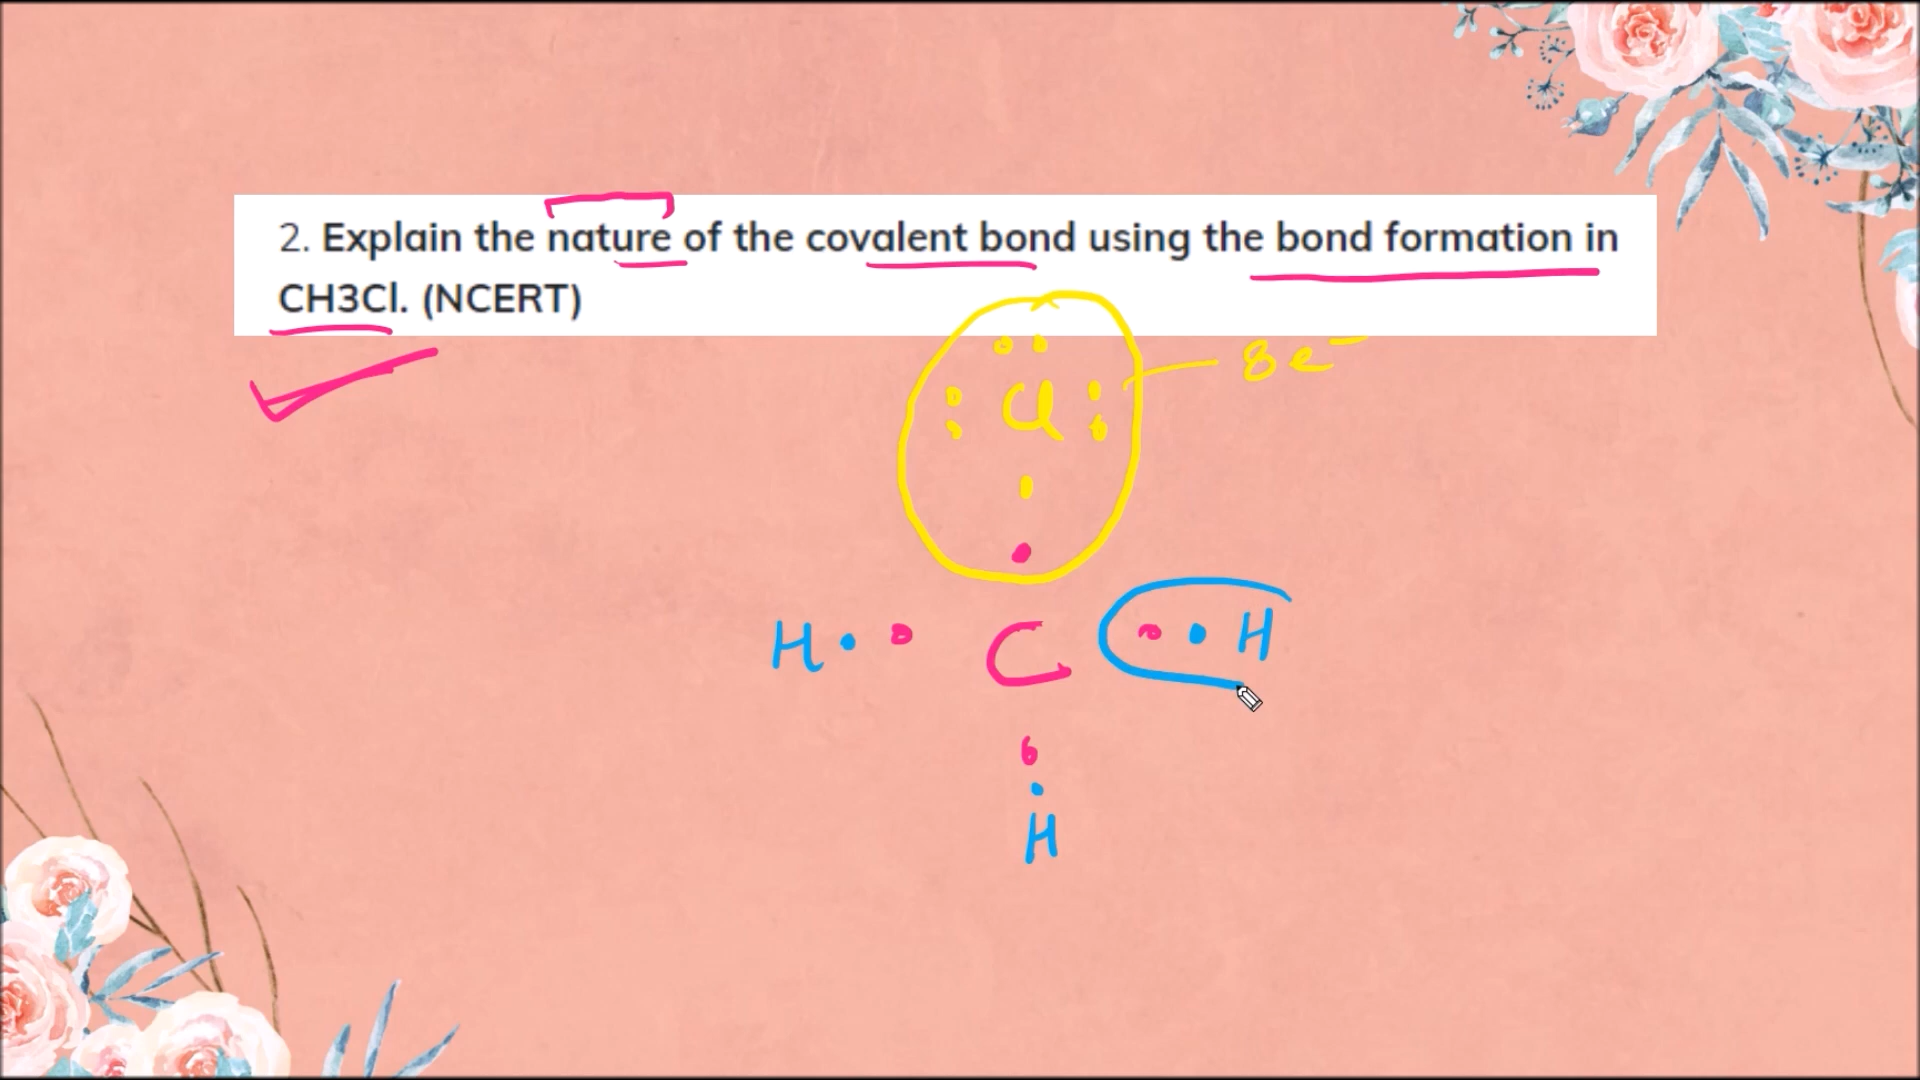 2. Explain the nature of the covalent bond using the bond formation in
CH3Cl. (NCERT)
8e⁻
Cl
H C H
H